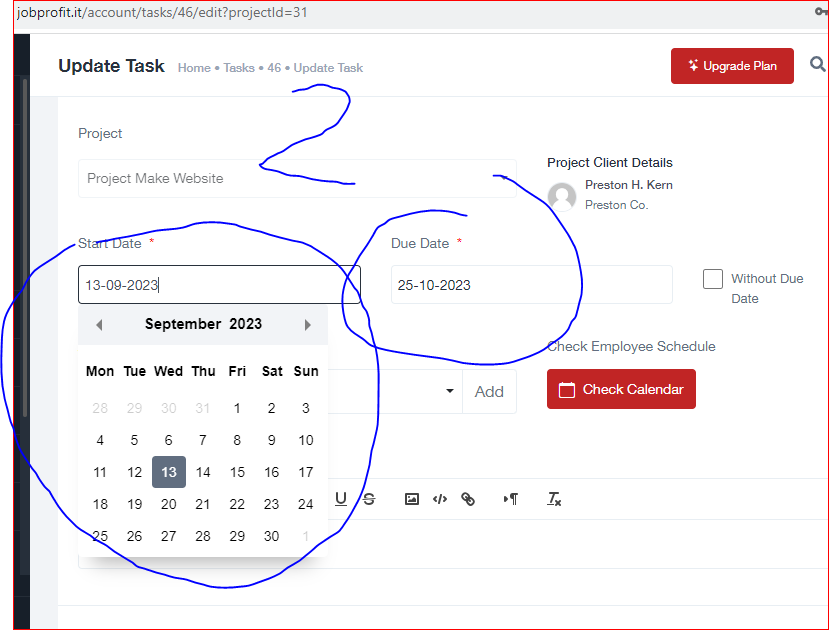 jobprofit.it/account/tasks/46/edit?projectId=31
Update Task Home • Tasks • 46 • Update Task Upgrade Plan
2
Project
Project Make Website
Project Client Details
Preston H. Kern
Preston Co.
Start Date * Due Date *
13-09-2023 25-10-2023 Without Due
Date
September 2023
Check Employee Schedule
Mon Tue Wed Thu Fri Sat Sun
Add Check Calendar
28 29 30 31 1 2 3
4 5 6 7 8 9 10
11 12 13 14 15 16 17
18 19 20 21 22 23 24
U S </> ¶ Tx
25 26 27 28 29 30 1